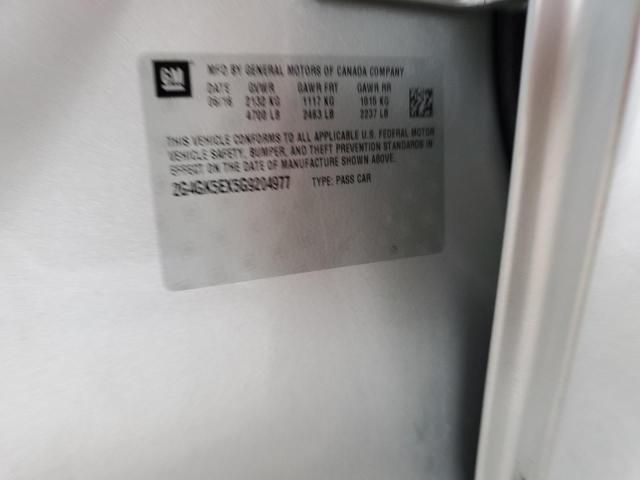 GM
MFD BY GENERAL MOTORS OF CANADA COMPANY
DATE GVWR GAWR FRT GAWR RR
06/16 2132 KG 1117 KG 1015 KG
4700 LB 2463 LB 2237 LB
THIS VEHICLE CONFORMS TO ALL APPLICABLE U.S. FEDERAL MOTOR
VEHICLE SAFETY, BUMPER, AND THEFT PREVENTION STANDARDS IN
EFFECT ON THE DATE OF MANUFACTURE SHOWN ABOVE.
2G4GK5EX5G9204977 TYPE: PASS CAR